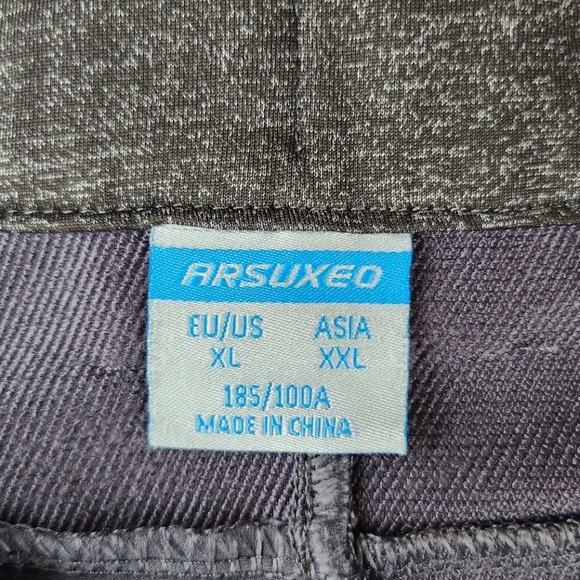 ARSUXEO
EU/US ASIA
XL XXL
185/100A
MADE IN CHINA